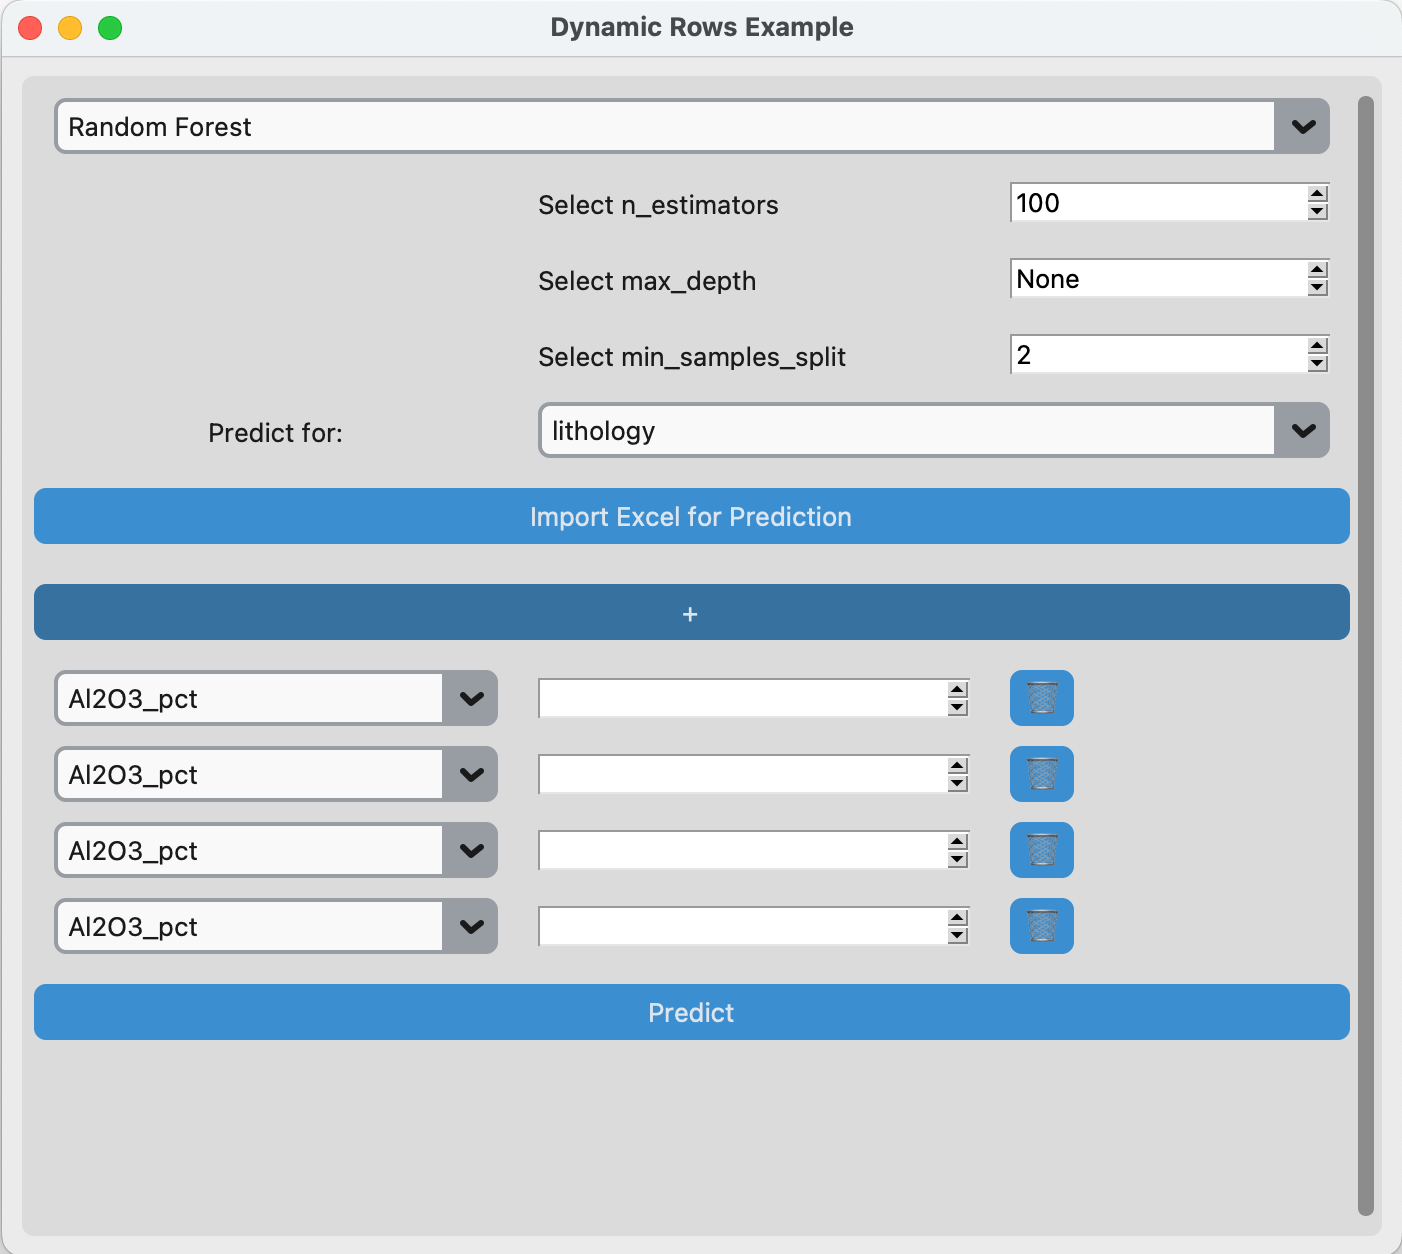 Dynamic Rows Example
Random Forest
Select n_estimators 100
Select max_depth None
Select min_samples_split 2
Predict for: lithology
Import Excel for Prediction
+
Al2O3_pct
Al2O3_pct
Al2O3_pct
Al2O3_pct
Predict